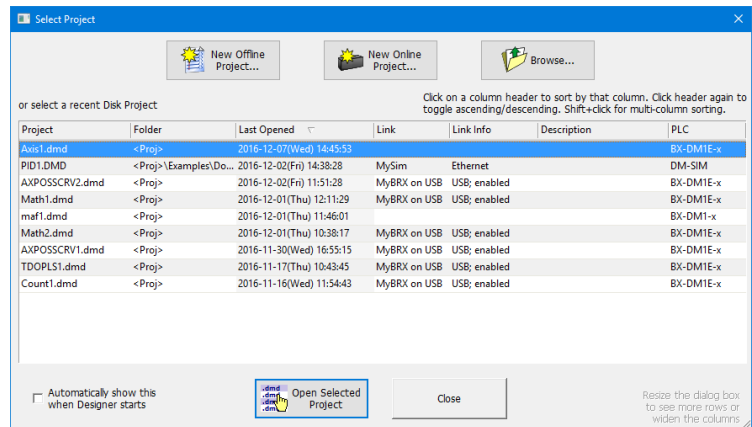 Select Project
New Offline
Project...
New Online
Project...
Browse...
or select a recent Disk Project
Click on a column header to sort by that column. Click header again to
toggle ascending/descending. Shift+click for multi-column sorting.
Project Folder Last Opened Link Link Info Description PLC
Axis1.dmd <Proj> 2016-12-07(Wed) 14:45:53 BX-DM1E-x
PID1.DMD <Proj>\Examples\Do... 2016-12-02(Fri) 14:38:28 MySim Ethernet DM-SIM
AXPOSSCRV2.dmd <Proj> 2016-12-02(Fri) 11:51:28 MyBRX on USB USB; enabled BX-DM1E-x
Math1.dmd <Proj> 2016-12-01(Thu) 12:11:29 MyBRX on USB USB; enabled BX-DM1E-x
maf1.dmd <Proj> 2016-12-01(Thu) 11:46:01 BX-DM1-x
Math2.dmd <Proj> 2016-12-01(Thu) 10:38:17 MyBRX on USB USB; enabled BX-DM1E-x
AXPOSSCRV1.dmd <Proj> 2016-11-30(Wed) 16:55:15 MyBRX on USB USB; enabled BX-DM1E-x
TDOPLS1.dmd <Proj> 2016-11-17(Thu) 10:43:45 MyBRX on USB USB; enabled BX-DM1E-x
Count1.dmd <Proj> 2016-11-16(Wed) 11:54:43 MyBRX on USB USB; enabled BX-DM1E-x
Automatically show this
when Designer starts
Open Selected
Project
Close
Resize the dialog box
to see more rows or
widen the columns